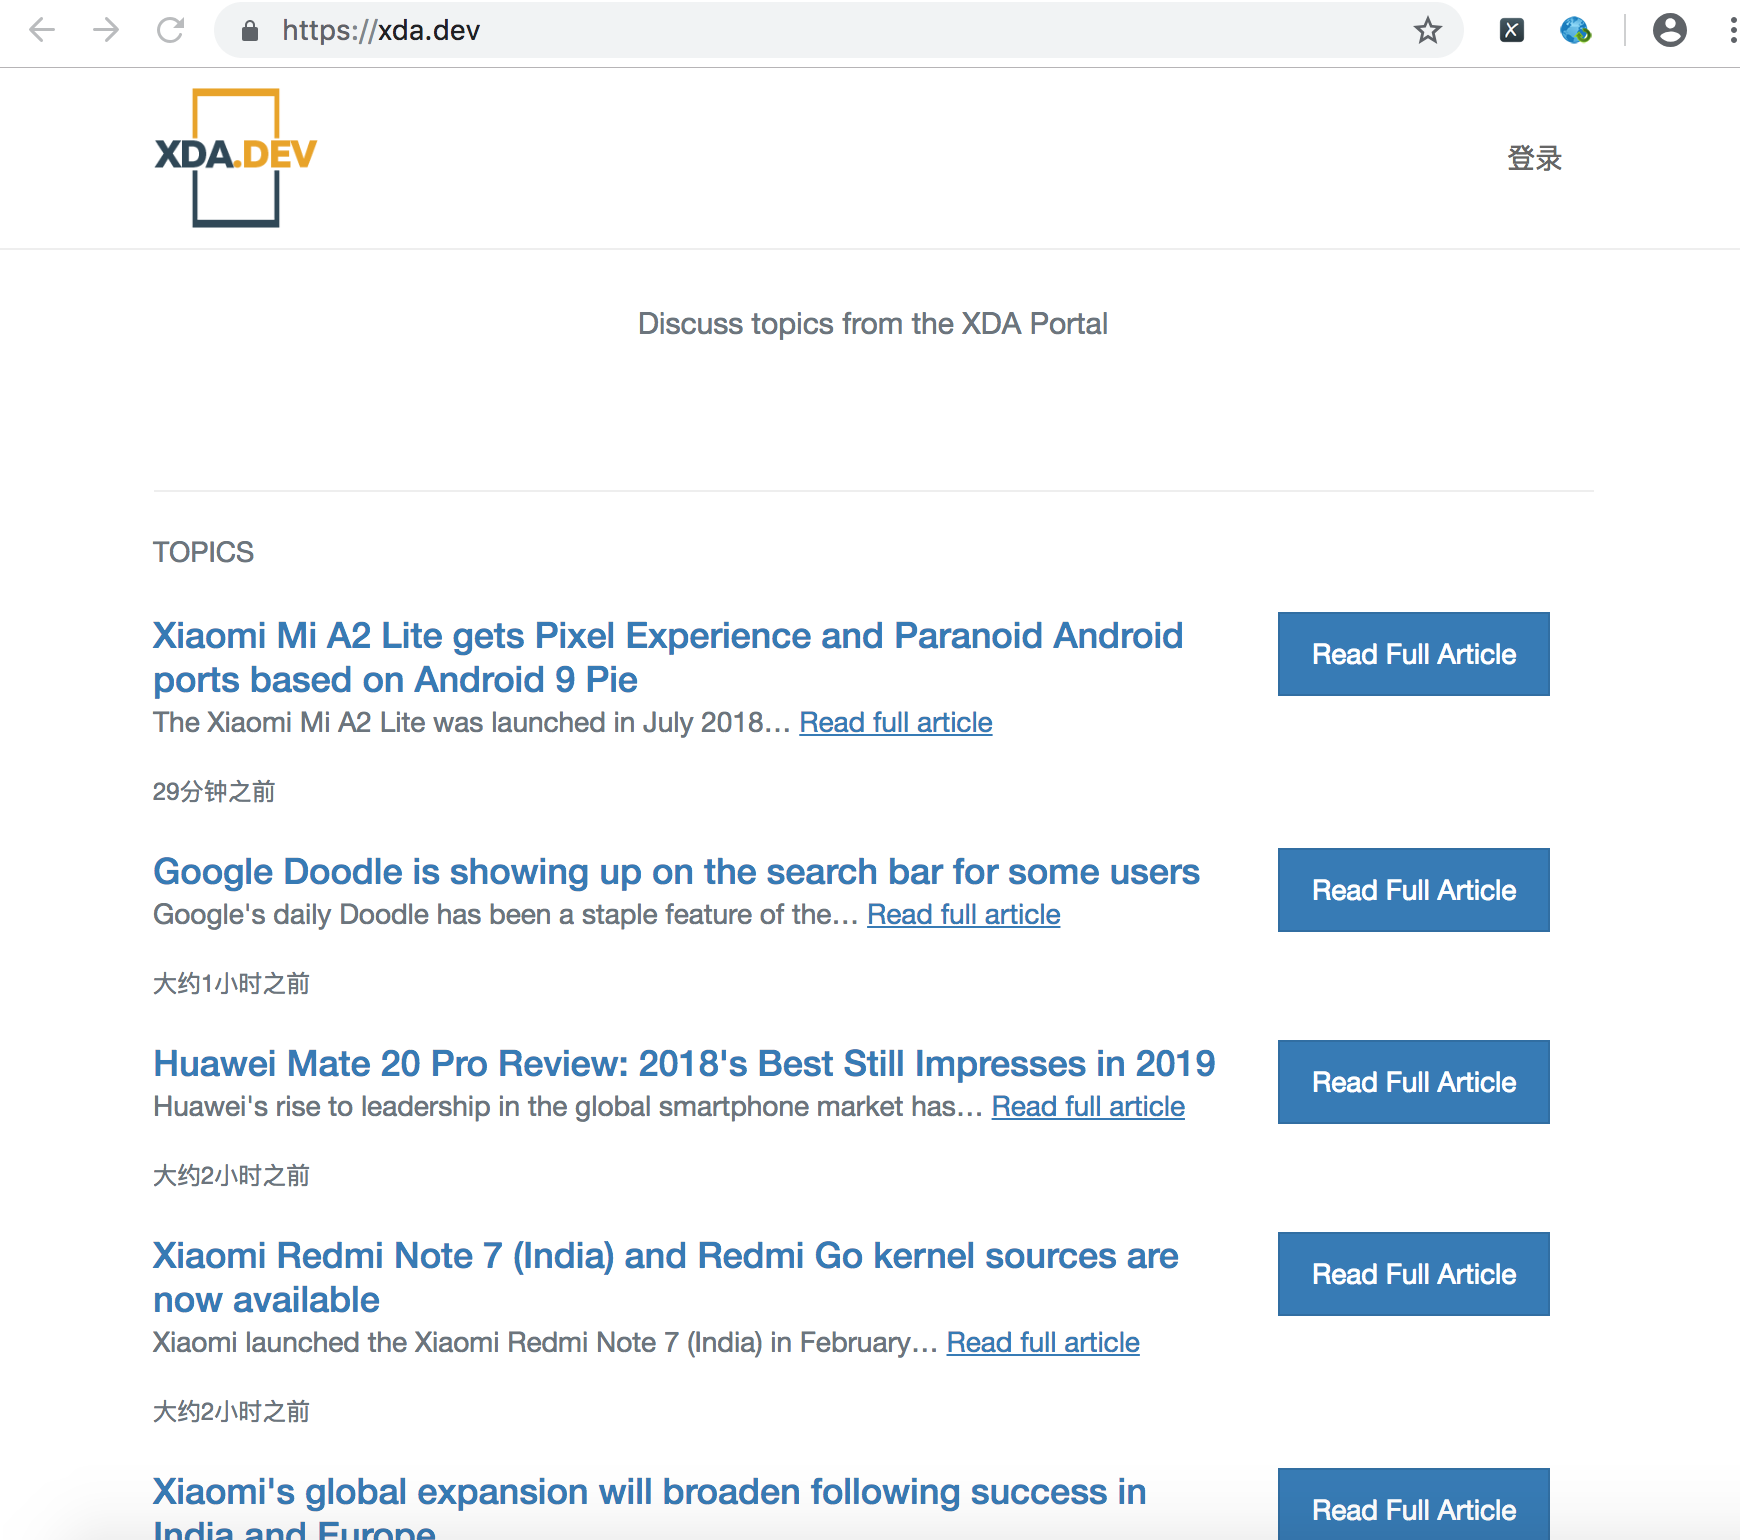 https://xda.dev
XDA.DEV
登录
Discuss topics from the XDA Portal
TOPICS
Xiaomi Mi A2 Lite gets Pixel Experience and Paranoid Android
ports based on Android 9 Pie
Read Full Article
The Xiaomi Mi A2 Lite was launched in July 2018... Read full article
29分钟之前
Google Doodle is showing up on the search bar for some users
Read Full Article
Google's daily Doodle has been a staple feature of the... Read full article
大约1小时之前
Huawei Mate 20 Pro Review: 2018's Best Still Impresses in 2019
Read Full Article
Huawei's rise to leadership in the global smartphone market has... Read full article
大约2小时之前
Xiaomi Redmi Note 7 (India) and Redmi Go kernel sources are
now available
Read Full Article
Xiaomi launched the Xiaomi Redmi Note 7 (India) in February... Read full article
大约2小时之前
Xiaomi's global expansion will broaden following success in
India and Europe
Read Full Article